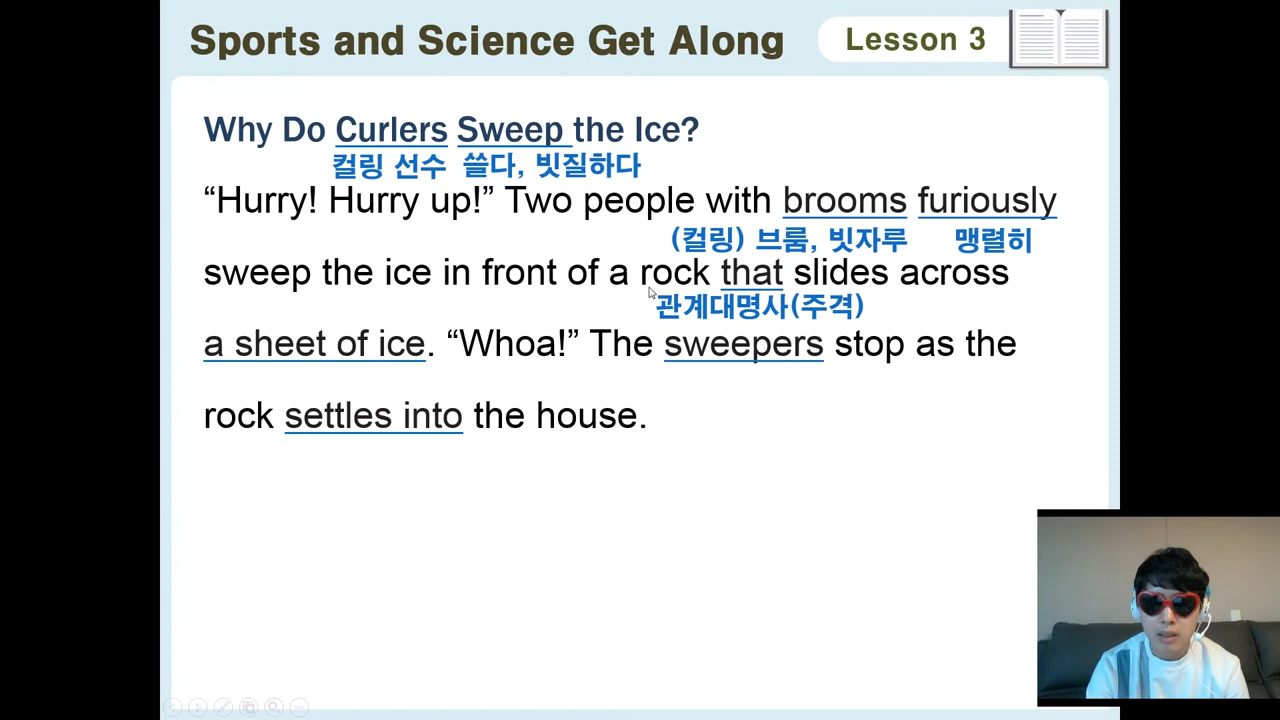 Sports and Science Get Along
Lesson 3
Why Do Curlers Sweep the Ice?
컬링 선수 쓸다, 빗질하다
“Hurry! Hurry up!” Two people with brooms furiously
(컬링) 브룸, 빗자루 맹렬히
sweep the ice in front of a rock that slides across
관계대명사(주격)
a sheet of ice. “Whoa!” The sweepers stop as the
rock settles into the house.